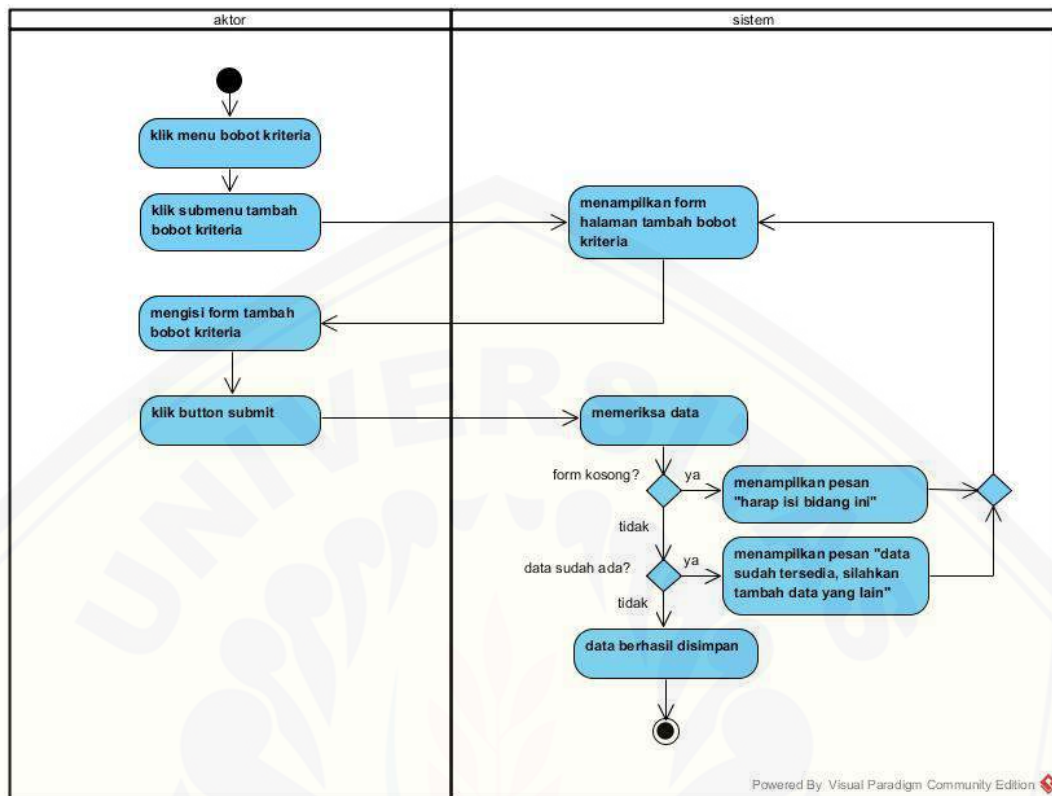 aktor
sistem
klik menu bobot kriteria
klik submenu tambah
bobot kriteria
menampilkan form
halaman tambah bobot
kriteria
mengisi form tambah
bobot kriteria
klik button submit
memeriksa data
form kosong?
ya
menampilkan pesan
"harap isi bidang ini"
tidak
data sudah ada?
ya
menampilkan pesan "data
sudah tersedia, silahkan
tambah data yang lain"
tidak
data berhasil disimpan
UNIVERSITAS
Powered By Visual Paradigm Community Edition